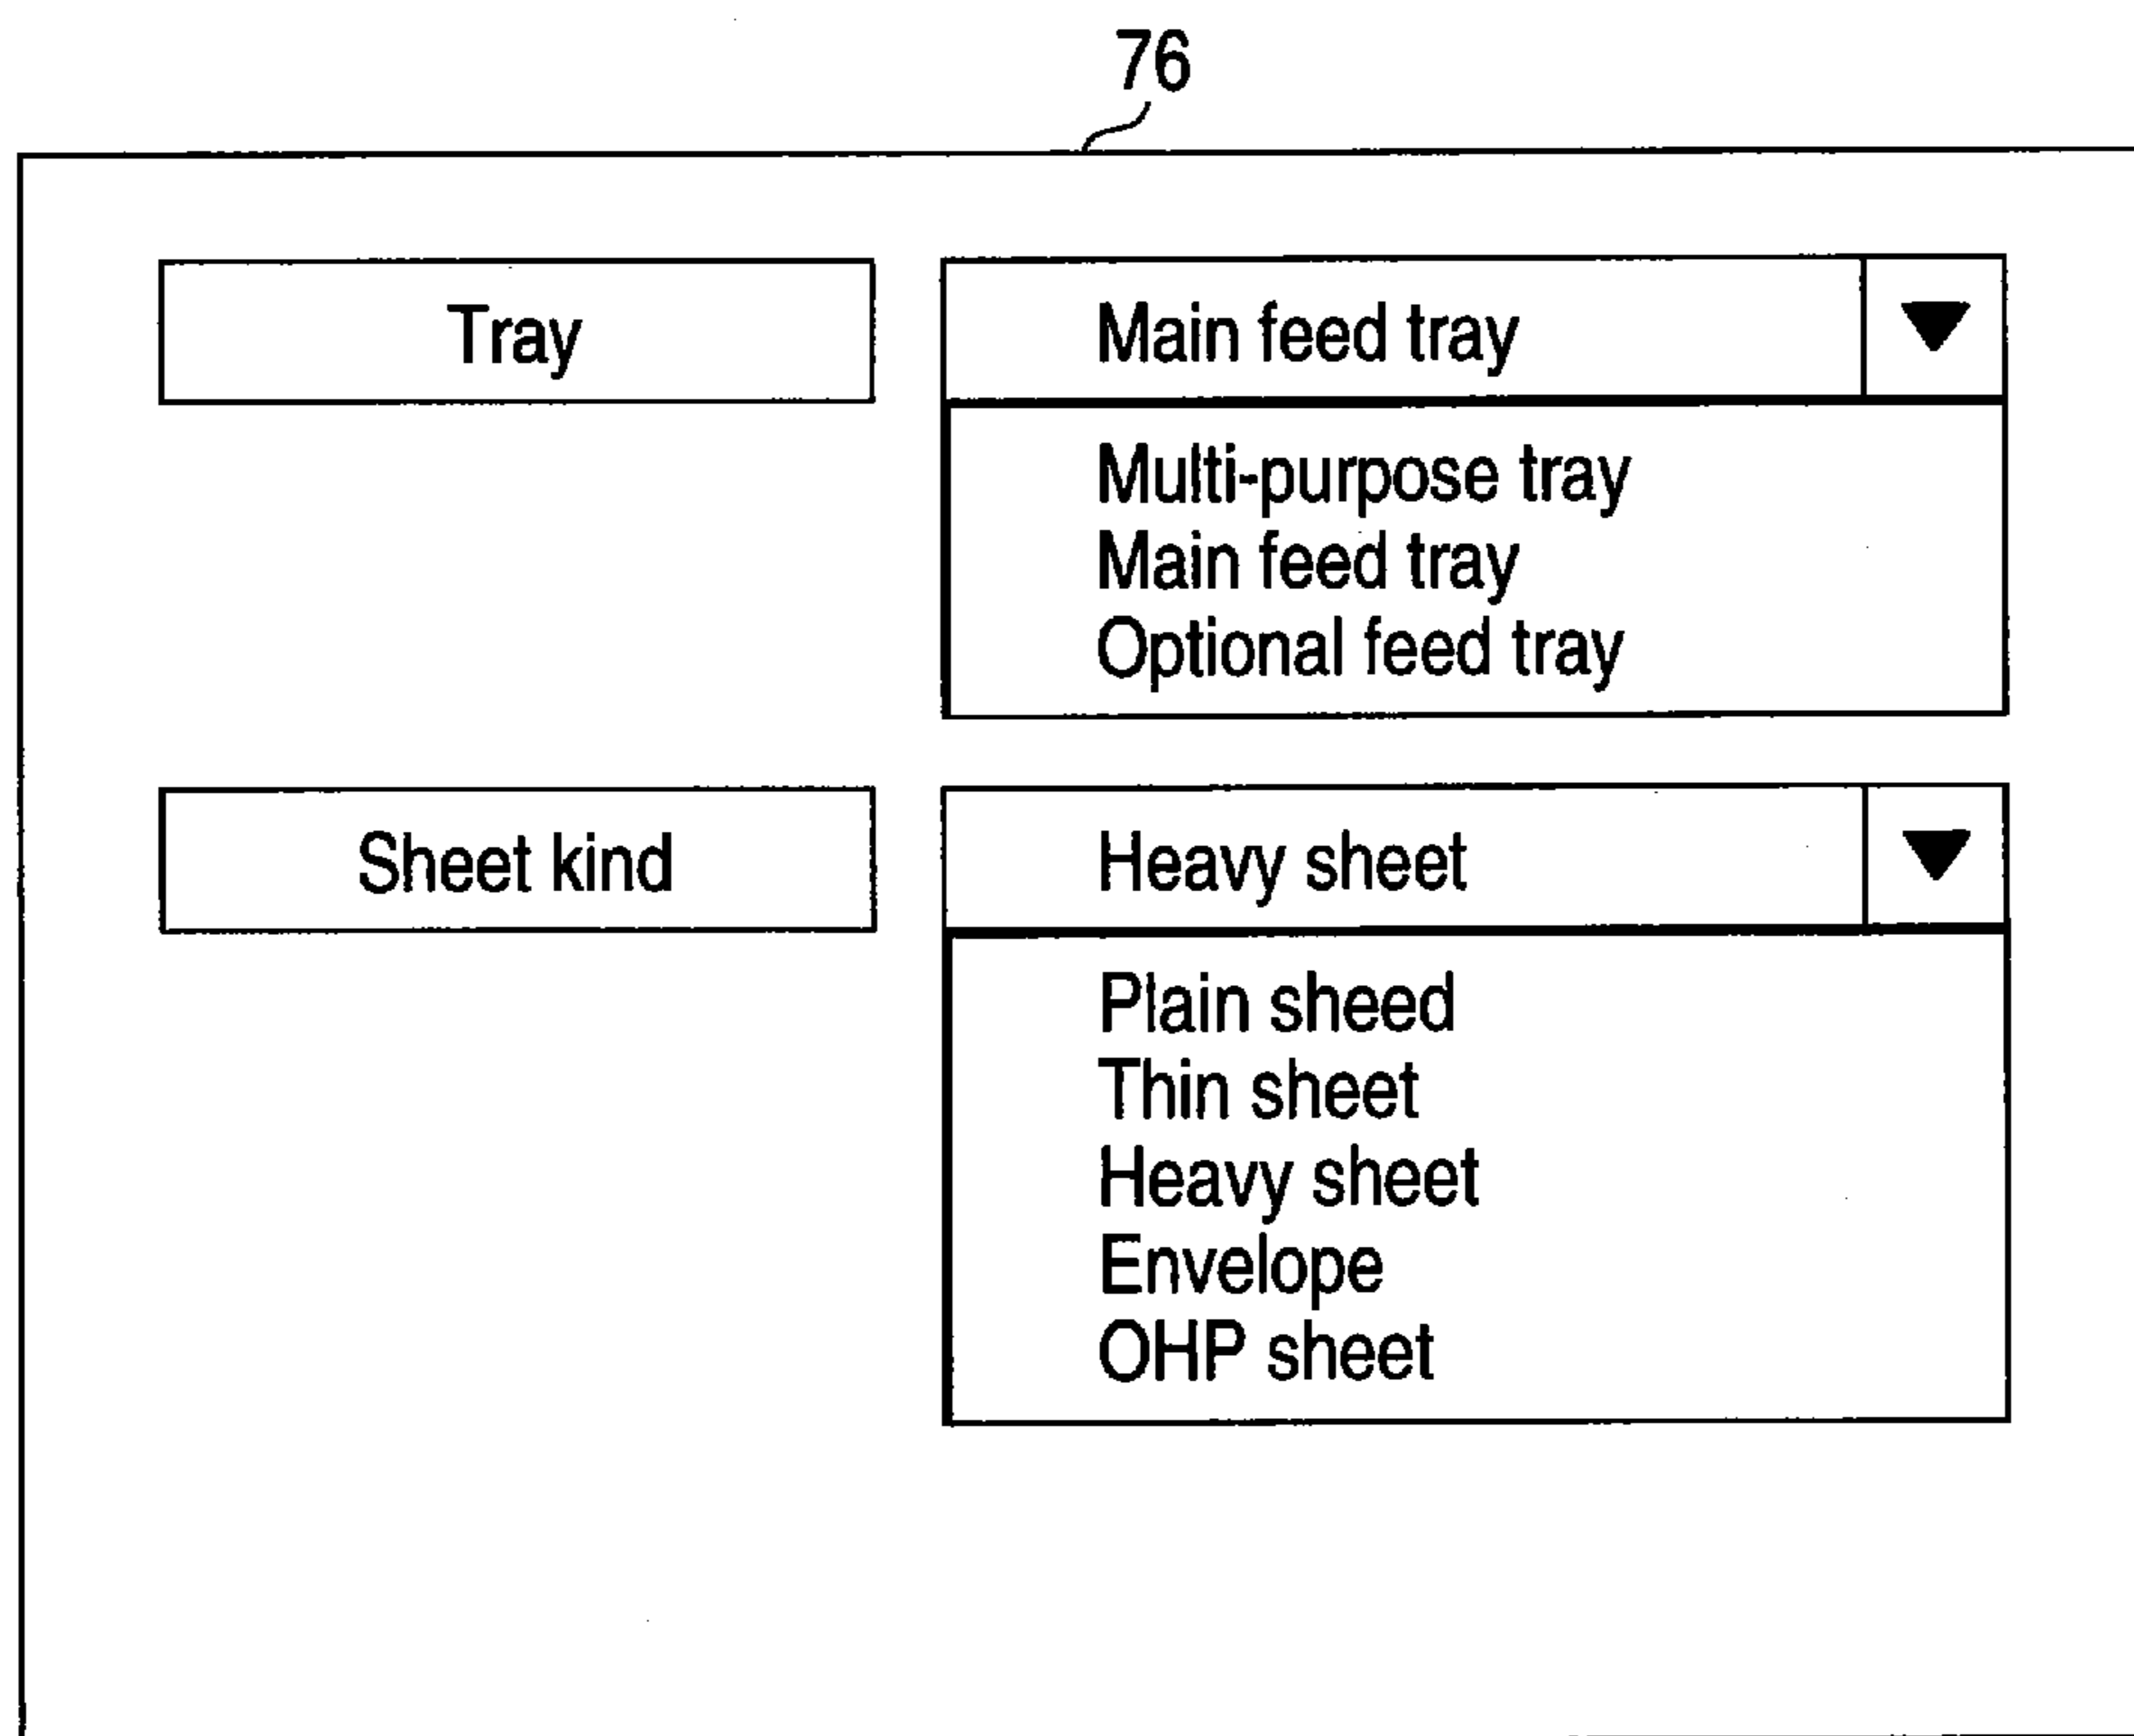 76
Tray
Main feed tray
Multi-purpose tray
Main feed tray
Optional feed tray
Sheet kind
Heavy sheet
Plain sheed
Thin sheet
Heavy sheet
Envelope
OHP sheet